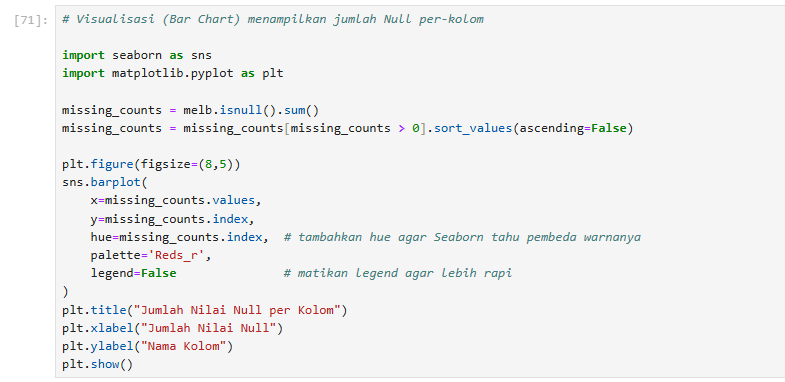 [71]: # Visualisasi (Bar Chart) menampilkan jumlah Null per-kolom
import seaborn as sns
import matplotlib.pyplot as plt
missing_counts = melb.isnull().sum()
missing_counts = missing_counts[missing_counts > 0].sort_values(ascending=False)
plt.figure(figsize=(8,5))
sns.barplot(
    x=missing_counts.values,
    y=missing_counts.index,
    hue=missing_counts.index,  # tambahkan hue agar Seaborn tahu pembeda warnanya
    palette='Reds_r',
    legend=False               # matikan legend agar lebih rapi
)
plt.title("Jumlah Nilai Null per Kolom")
plt.xlabel("Jumlah Nilai Null")
plt.ylabel("Nama Kolom")
plt.show()